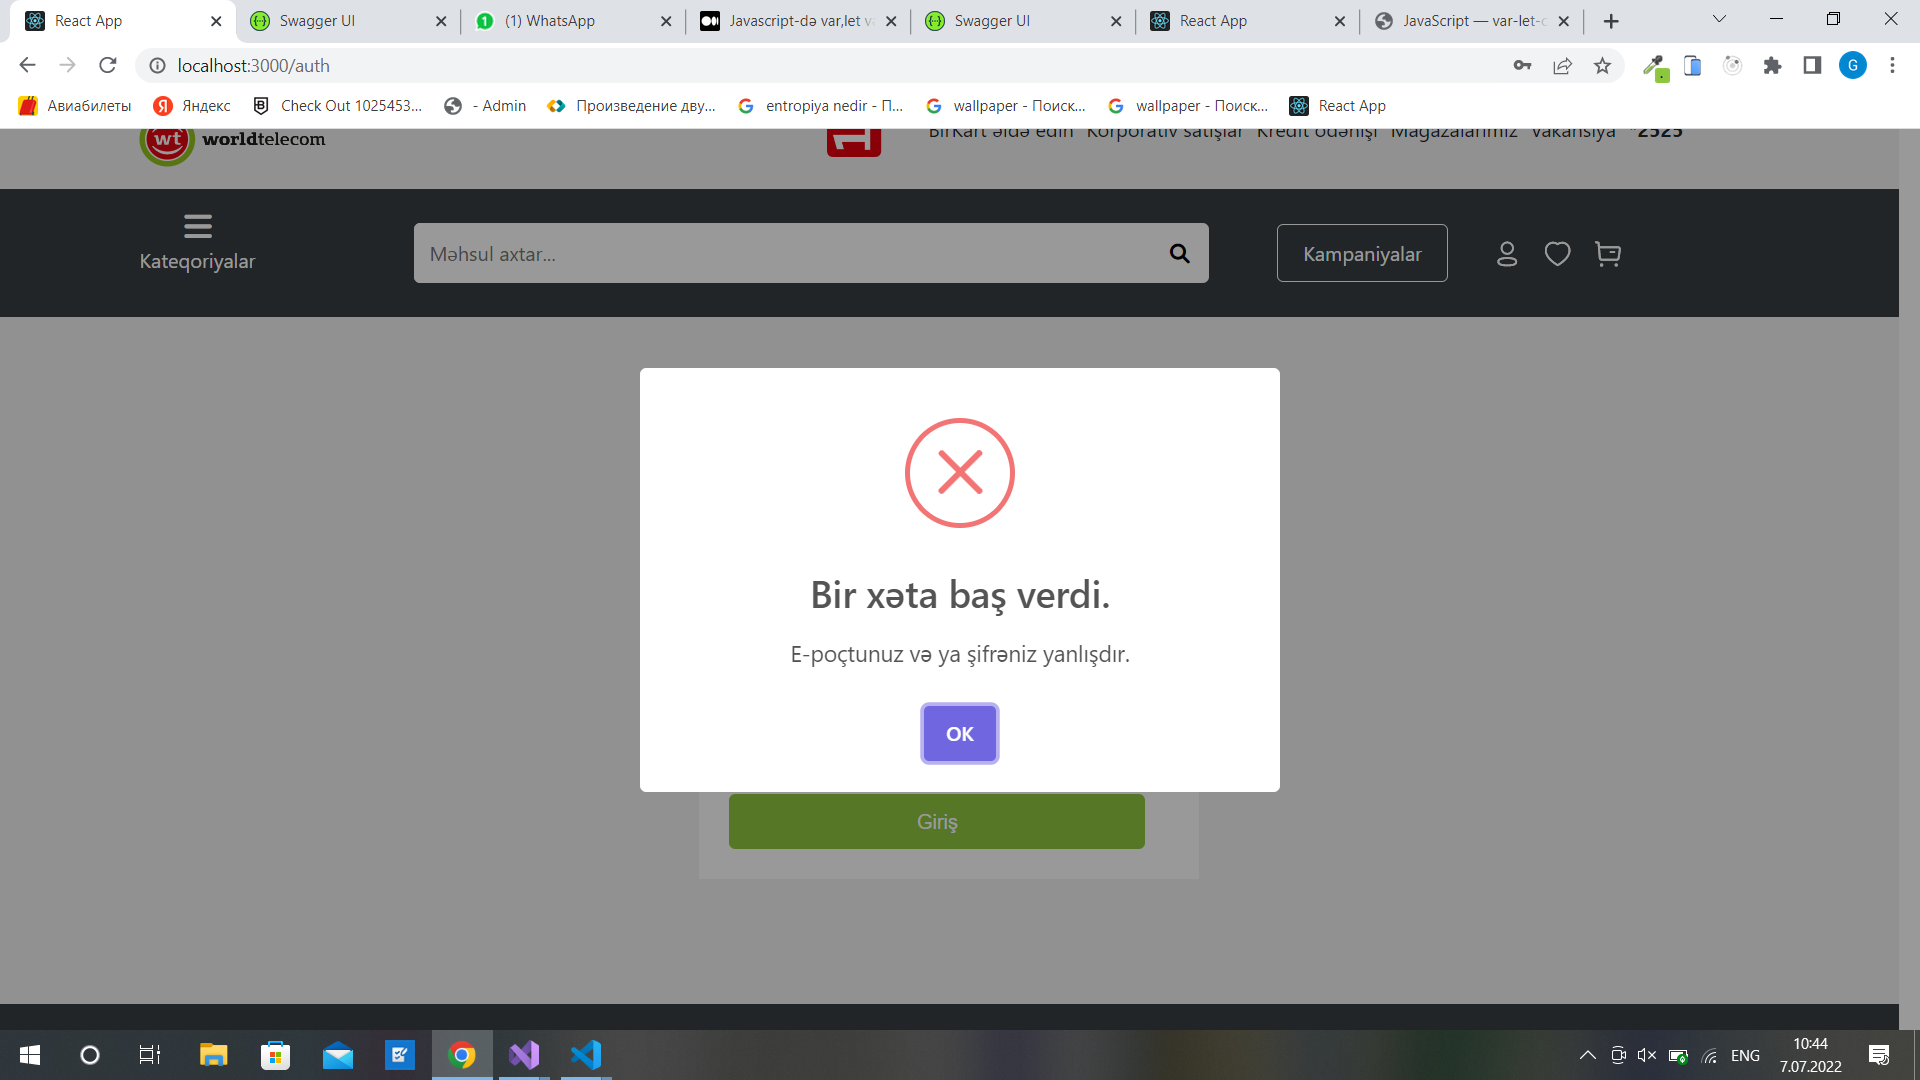 React App
Swagger UI
(1) WhatsApp
Javascript-də var,let və
Swagger UI
React App
JavaScript — var-let-c
localhost:3000/auth
G
Авиабилеты
Яндекс
Check Out 1025453...
- Admin
Произведение дву...
entropiya nedir - П...
wallpaper - Поиск...
wallpaper - Поиск...
React App
wt worldtelecom
BirKart əldə edin Korporativ satışlar Kredit ödənişi Mağazalarımız Vakansiya *2525
Kateqoriyalar
Məhsul axtar...
Kampaniyalar
Bir xəta baş verdi.
E-poçtunuz və ya şifrəniz yanlışdır.
OK
Giriş
ENG
10:44
7.07.2022